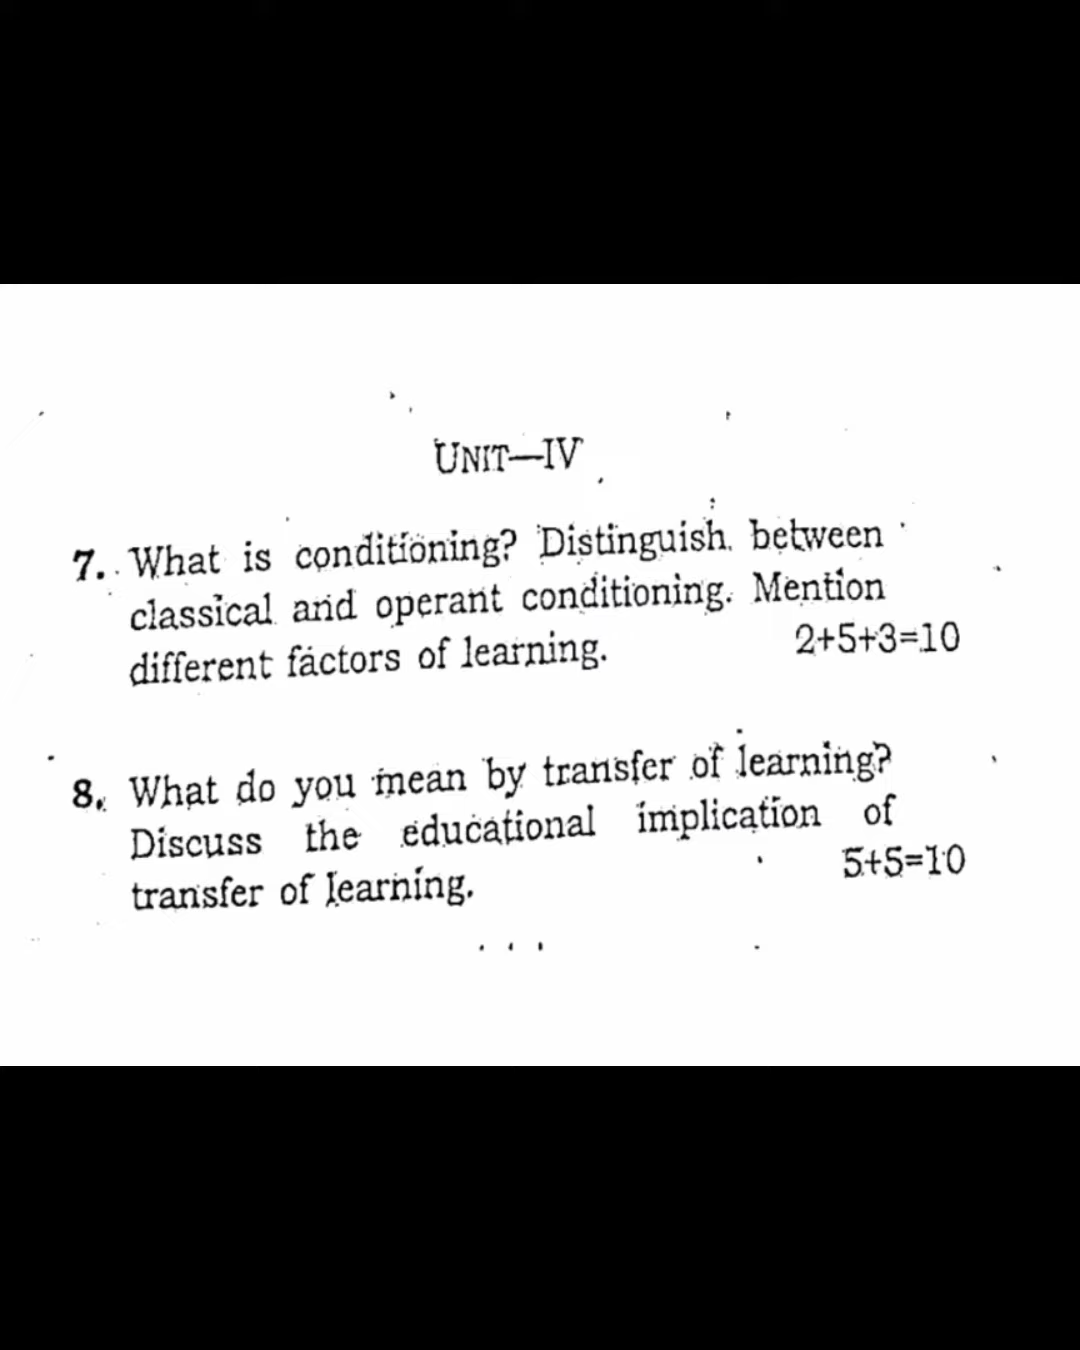 UNIT—IV
7. What is conditioning? Distinguish between
classical and operant conditioning. Mention
different factors of learning. 2+5+3=10
8. What do you mean by transfer of learning?
Discuss the educational implication of
transfer of learning. 5+5=10